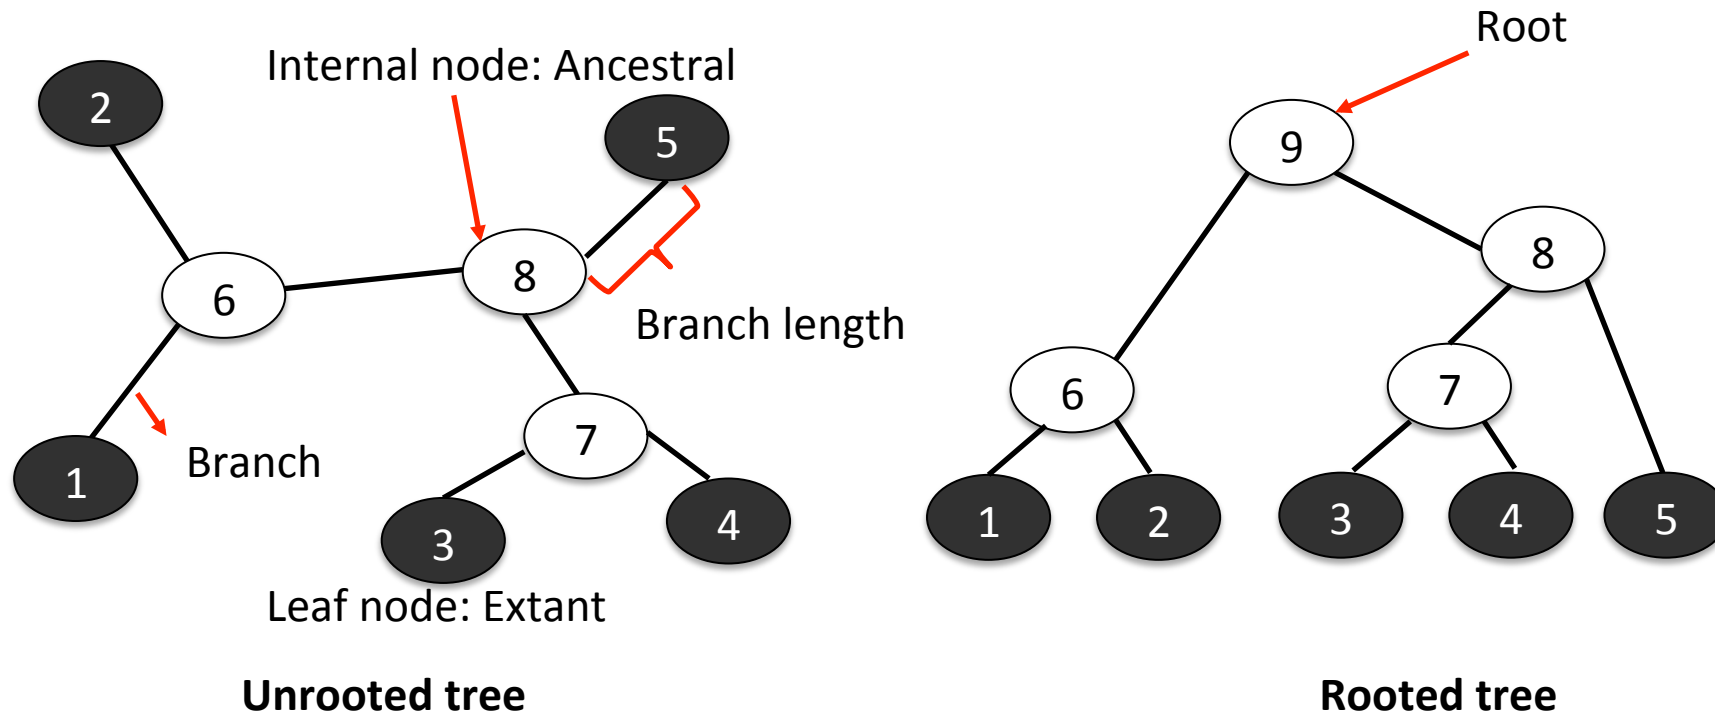 Root
Internal node: Ancestral
2
5
9
8
8
6
Branch length
6
7
7
Branch
1
3
4
1
2
3
4
5
Leaf node: Extant
Unrooted tree
Rooted tree